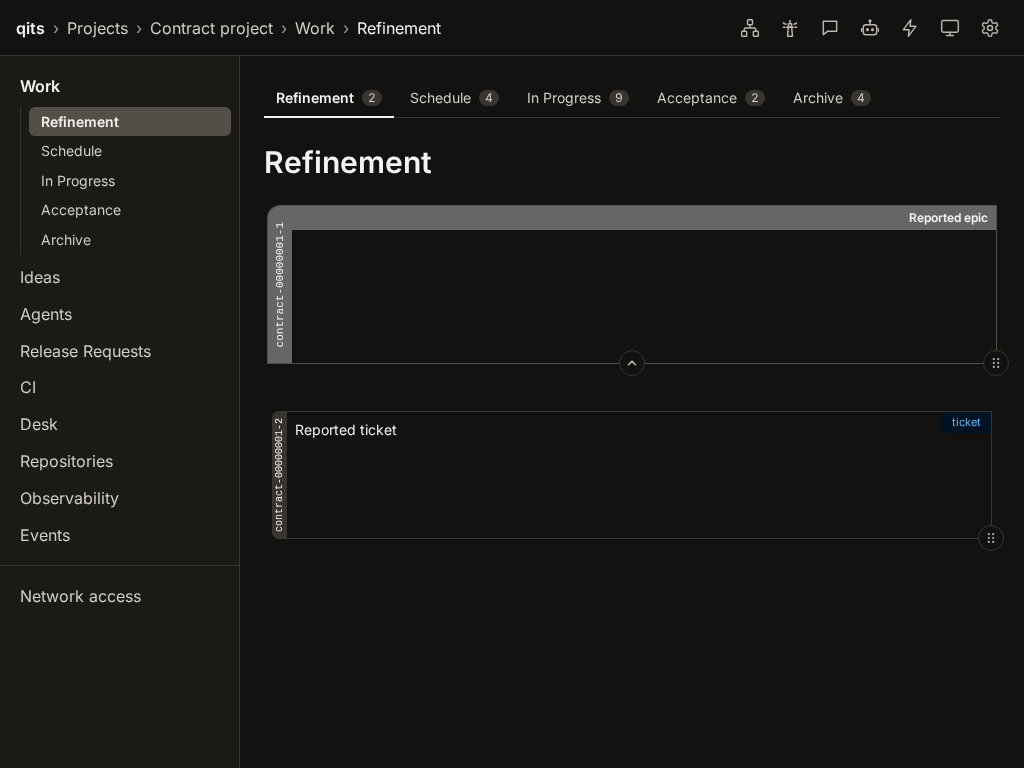 qits › Projects › Contract project › Work › Refinement
Work
Refinement
Schedule
In Progress
Acceptance
Archive
Ideas
Agents
Release Requests
CI
Desk
Repositories
Observability
Events
Network access
Refinement 2 Schedule 4 In Progress 9 Acceptance 2 Archive 4
Refinement
Reported epic
contract-00000001-1
contract-00000001-2
Reported ticket
ticket